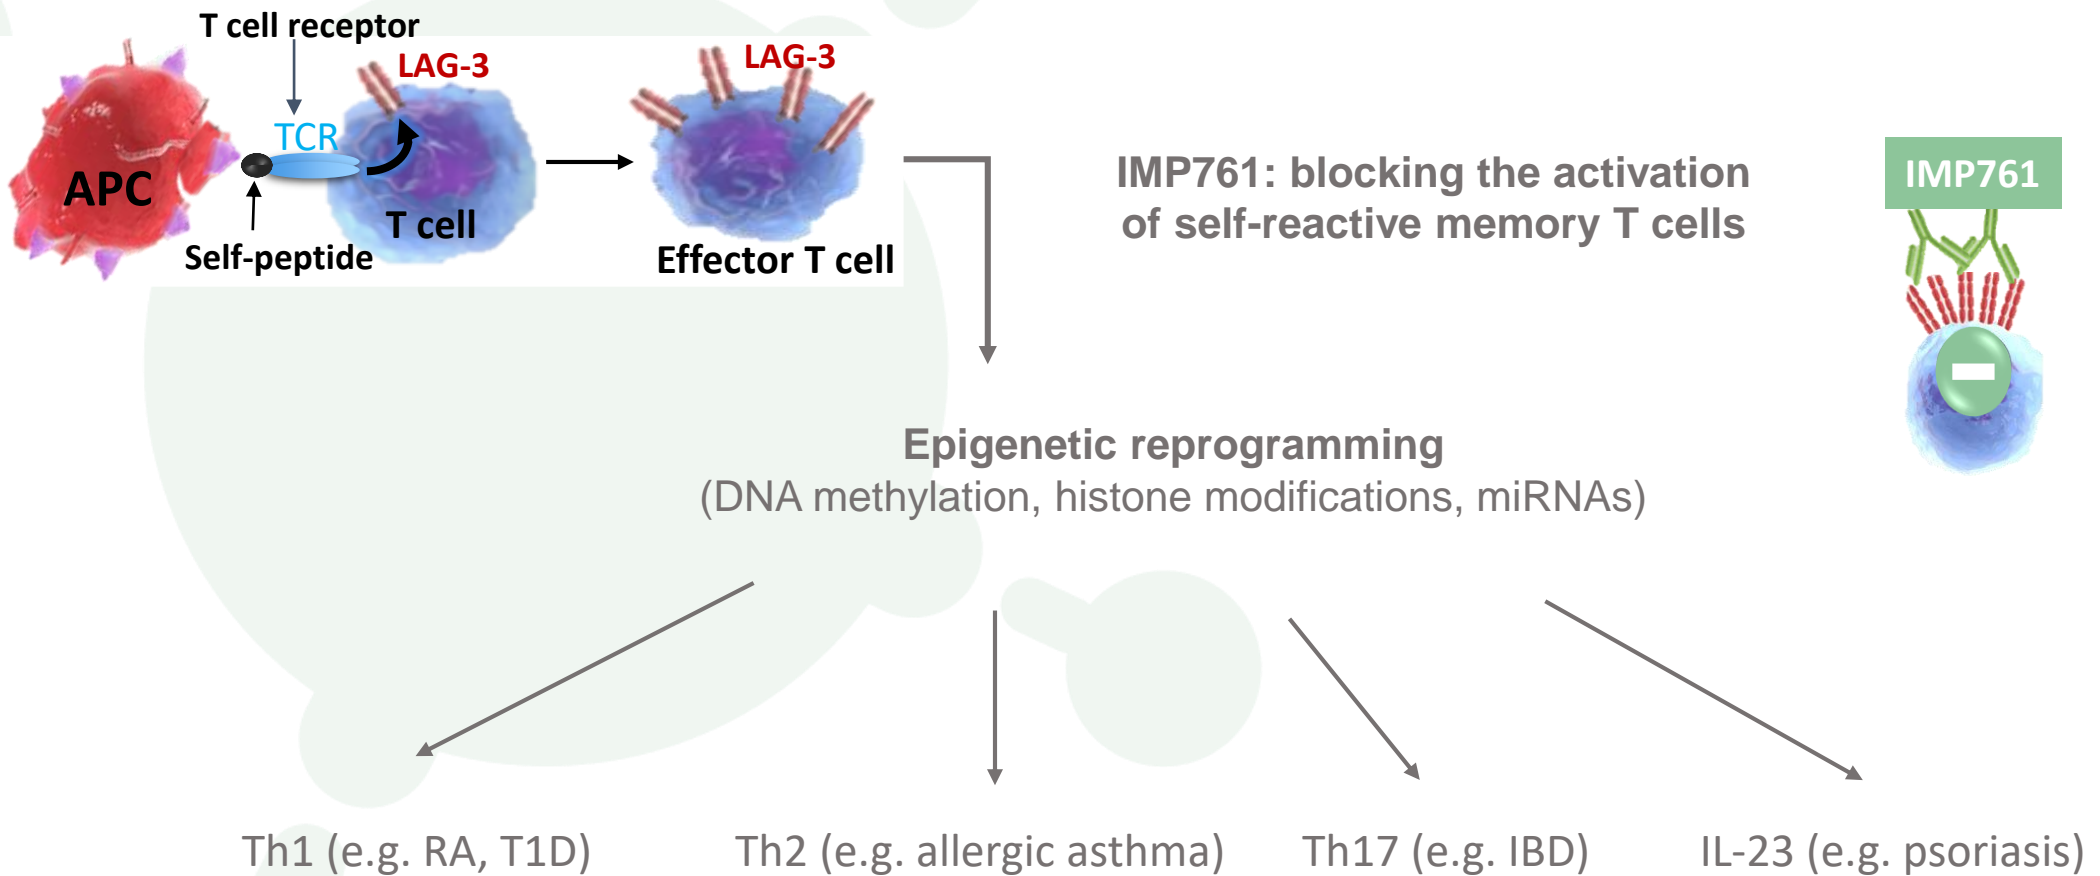 T cell receptor
LAG-3
LAG-3
TCR
APC
T cell
Self-peptide
Effector T cell
IMP761: blocking the activation
of self-reactive memory T cells
IMP761
Epigenetic reprogramming
(DNA methylation, histone modifications, miRNAs)
Th1 (e.g. RA, T1D)
Th2 (e.g. allergic asthma)
Th17 (e.g. IBD)
IL-23 (e.g. psoriasis)